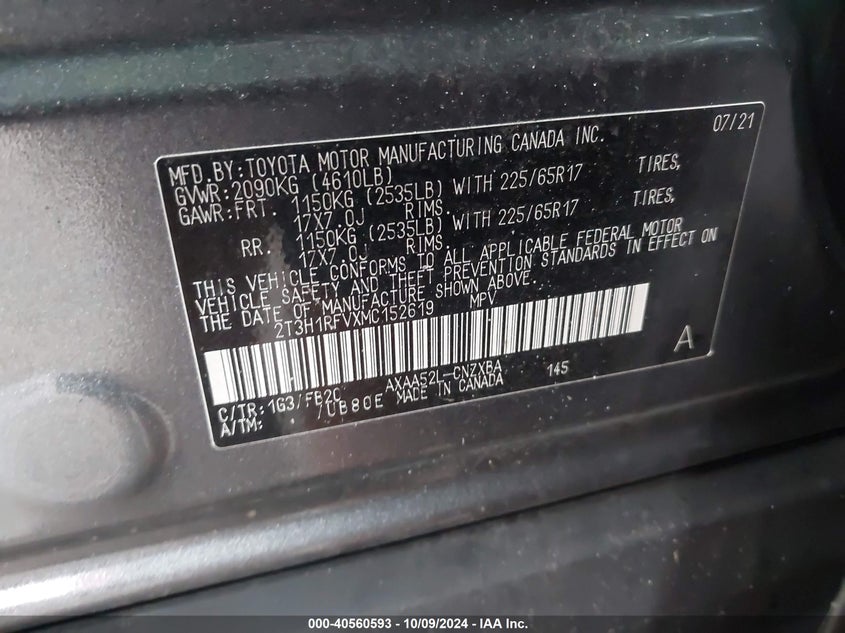 MFD. BY: TOYOTA MOTOR MANUFACTURING CANADA INC. 07/21
GVWR: 2090KG (4610LB)
GAWR: FRT. 1150KG (2535LB) WITH 225/65R17 TIRES,
17X7.0J RIMS.
RR. 1150KG (2535LB) WITH 225/65R17 TIRES,
17X7.0J RIMS.
THIS VEHICLE CONFORMS TO ALL APPLICABLE FEDERAL MOTOR
VEHICLE SAFETY AND THEFT PREVENTION STANDARDS IN EFFECT ON
THE DATE OF MANUFACTURE SHOWN ABOVE.
2T3H1RFVXMC152619 MPV
A
C/TR: 1G3/FB20 AXAA52L-CNZXBA 145
A/TM: /UB80E MADE IN CANADA
000-40560593 - 10/09/2024 - IAA Inc.